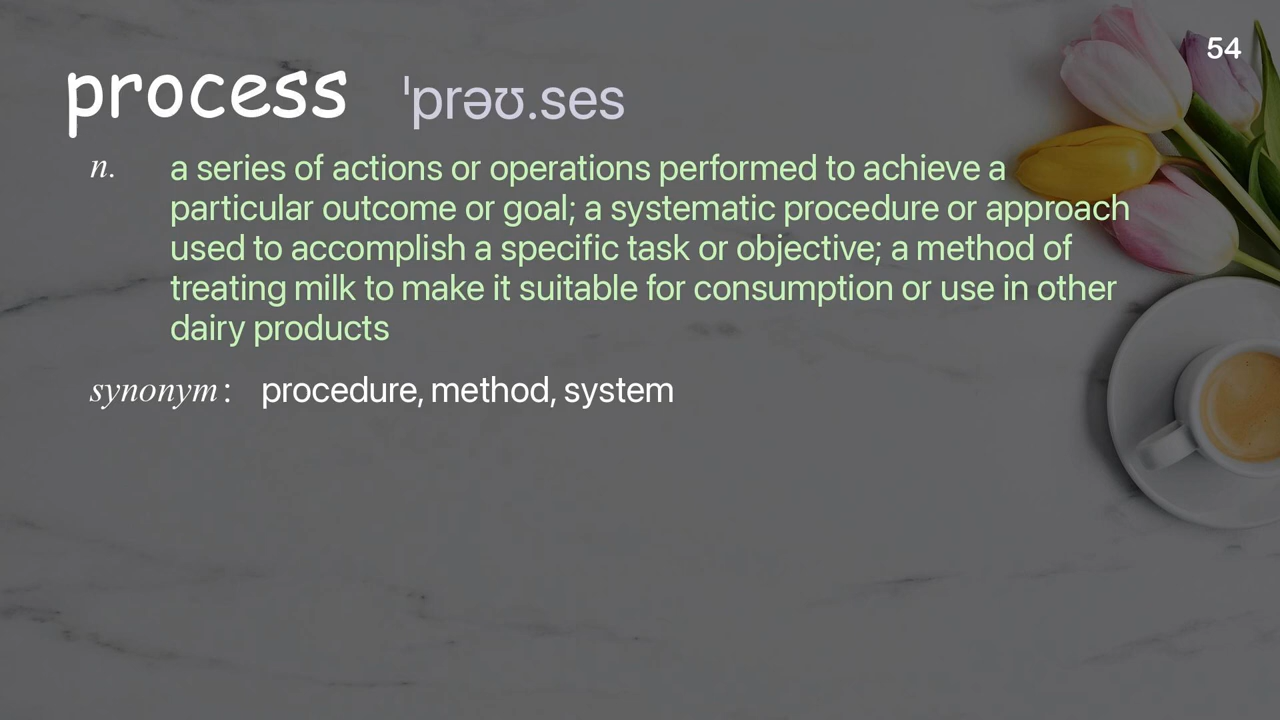 54
process ˈprəʊ.ses
n. a series of actions or operations performed to achieve a
particular outcome or goal; a systematic procedure or approach
used to accomplish a specific task or objective; a method of
treating milk to make it suitable for consumption or use in other
dairy products
synonym: procedure, method, system